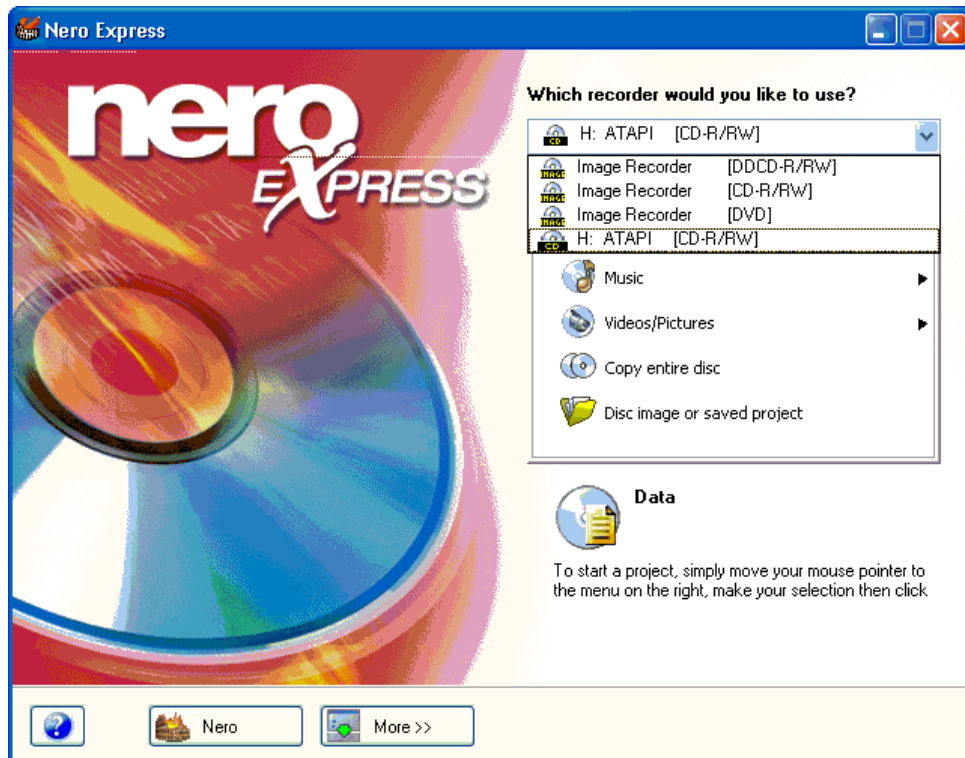 Nero Express
nero
EXPRESS
Which recorder would you like to use?
H: ATAPI [CD-R/RW]
Image Recorder [DDCD-R/RW]
Image Recorder [CD-R/RW]
Image Recorder [DVD]
H: ATAPI [CD-R/RW]
Music
Videos/Pictures
Copy entire disc
Disc image or saved project
Data
To start a project, simply move your mouse pointer to
the menu on the right, make your selection then click
Nero
More >>